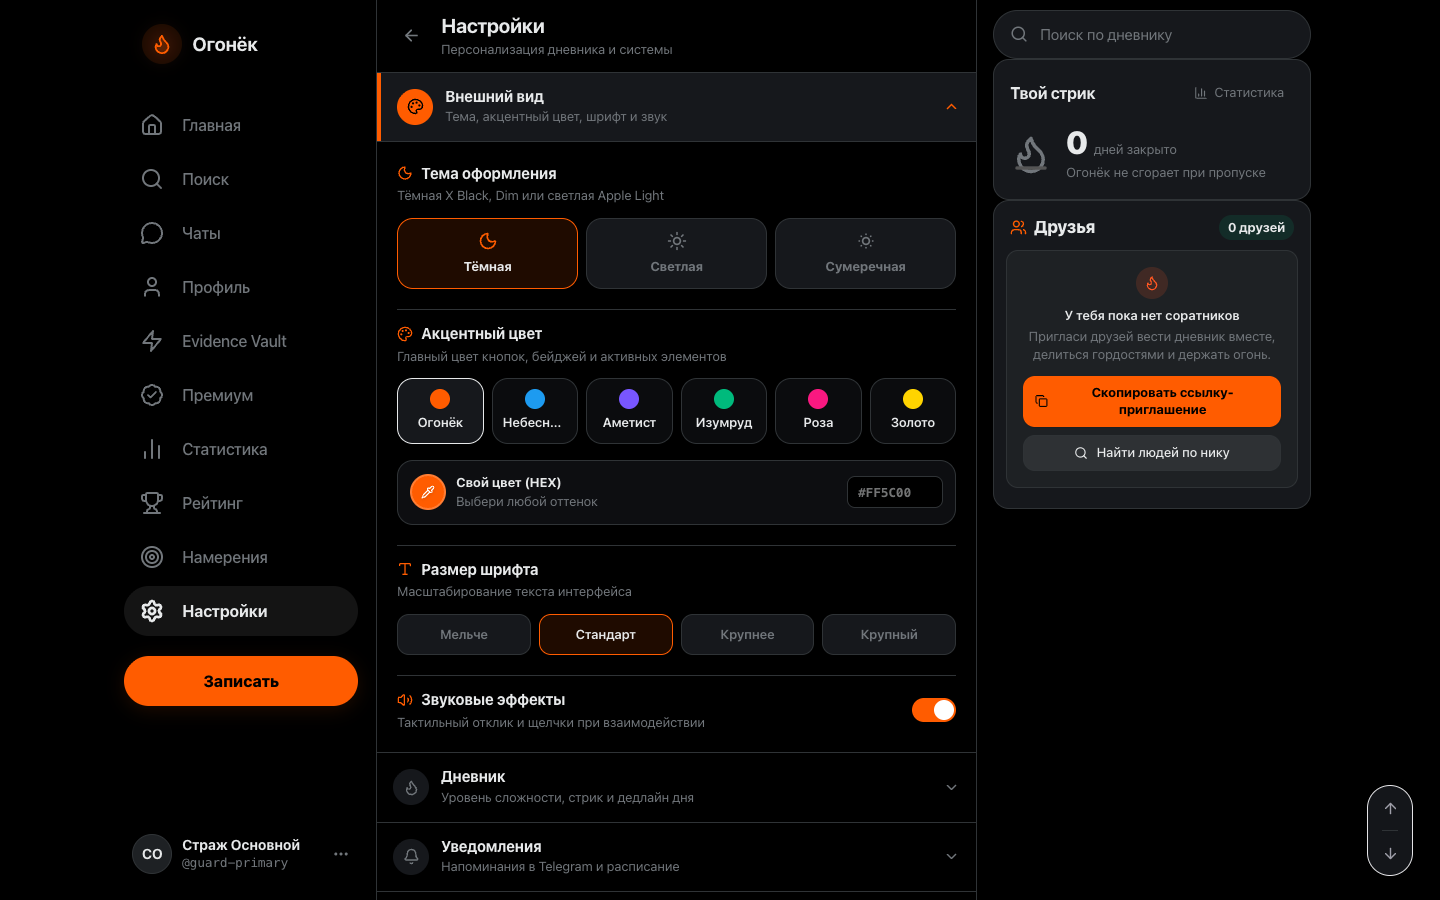 Огонёк
Главная
Поиск
Чаты
Профиль
Evidence Vault
Премиум
Статистика
Рейтинг
Намерения
Настройки
Записать
СО
Страж Основной
@guard-primary
Настройки
Персонализация дневника и системы
Внешний вид
Тема, акцентный цвет, шрифт и звук
Тема оформления
Тёмная X Black, Dim или светлая Apple Light
Тёмная
Светлая
Сумеречная
Акцентный цвет
Главный цвет кнопок, бейджей и активных элементов
Огонёк
Небесн...
Аметист
Изумруд
Роза
Золото
Свой цвет (HEX)
Выбери любой оттенок
#FF5C00
Размер шрифта
Масштабирование текста интерфейса
Мельче
Стандарт
Крупнее
Крупный
Звуковые эффекты
Тактильный отклик и щелчки при взаимодействии
Дневник
Уровень сложности, стрик и дедлайн дня
Уведомления
Напоминания в Telegram и расписание
Поиск по дневнику
Твой стрик
Статистика
0 дней закрыто
Огонёк не сгорает при пропуске
Друзья
0 друзей
У тебя пока нет соратников
Пригласи друзей вести дневник вместе,
делиться гордостями и держать огонь.
Скопировать ссылку-
приглашение
Найти людей по нику